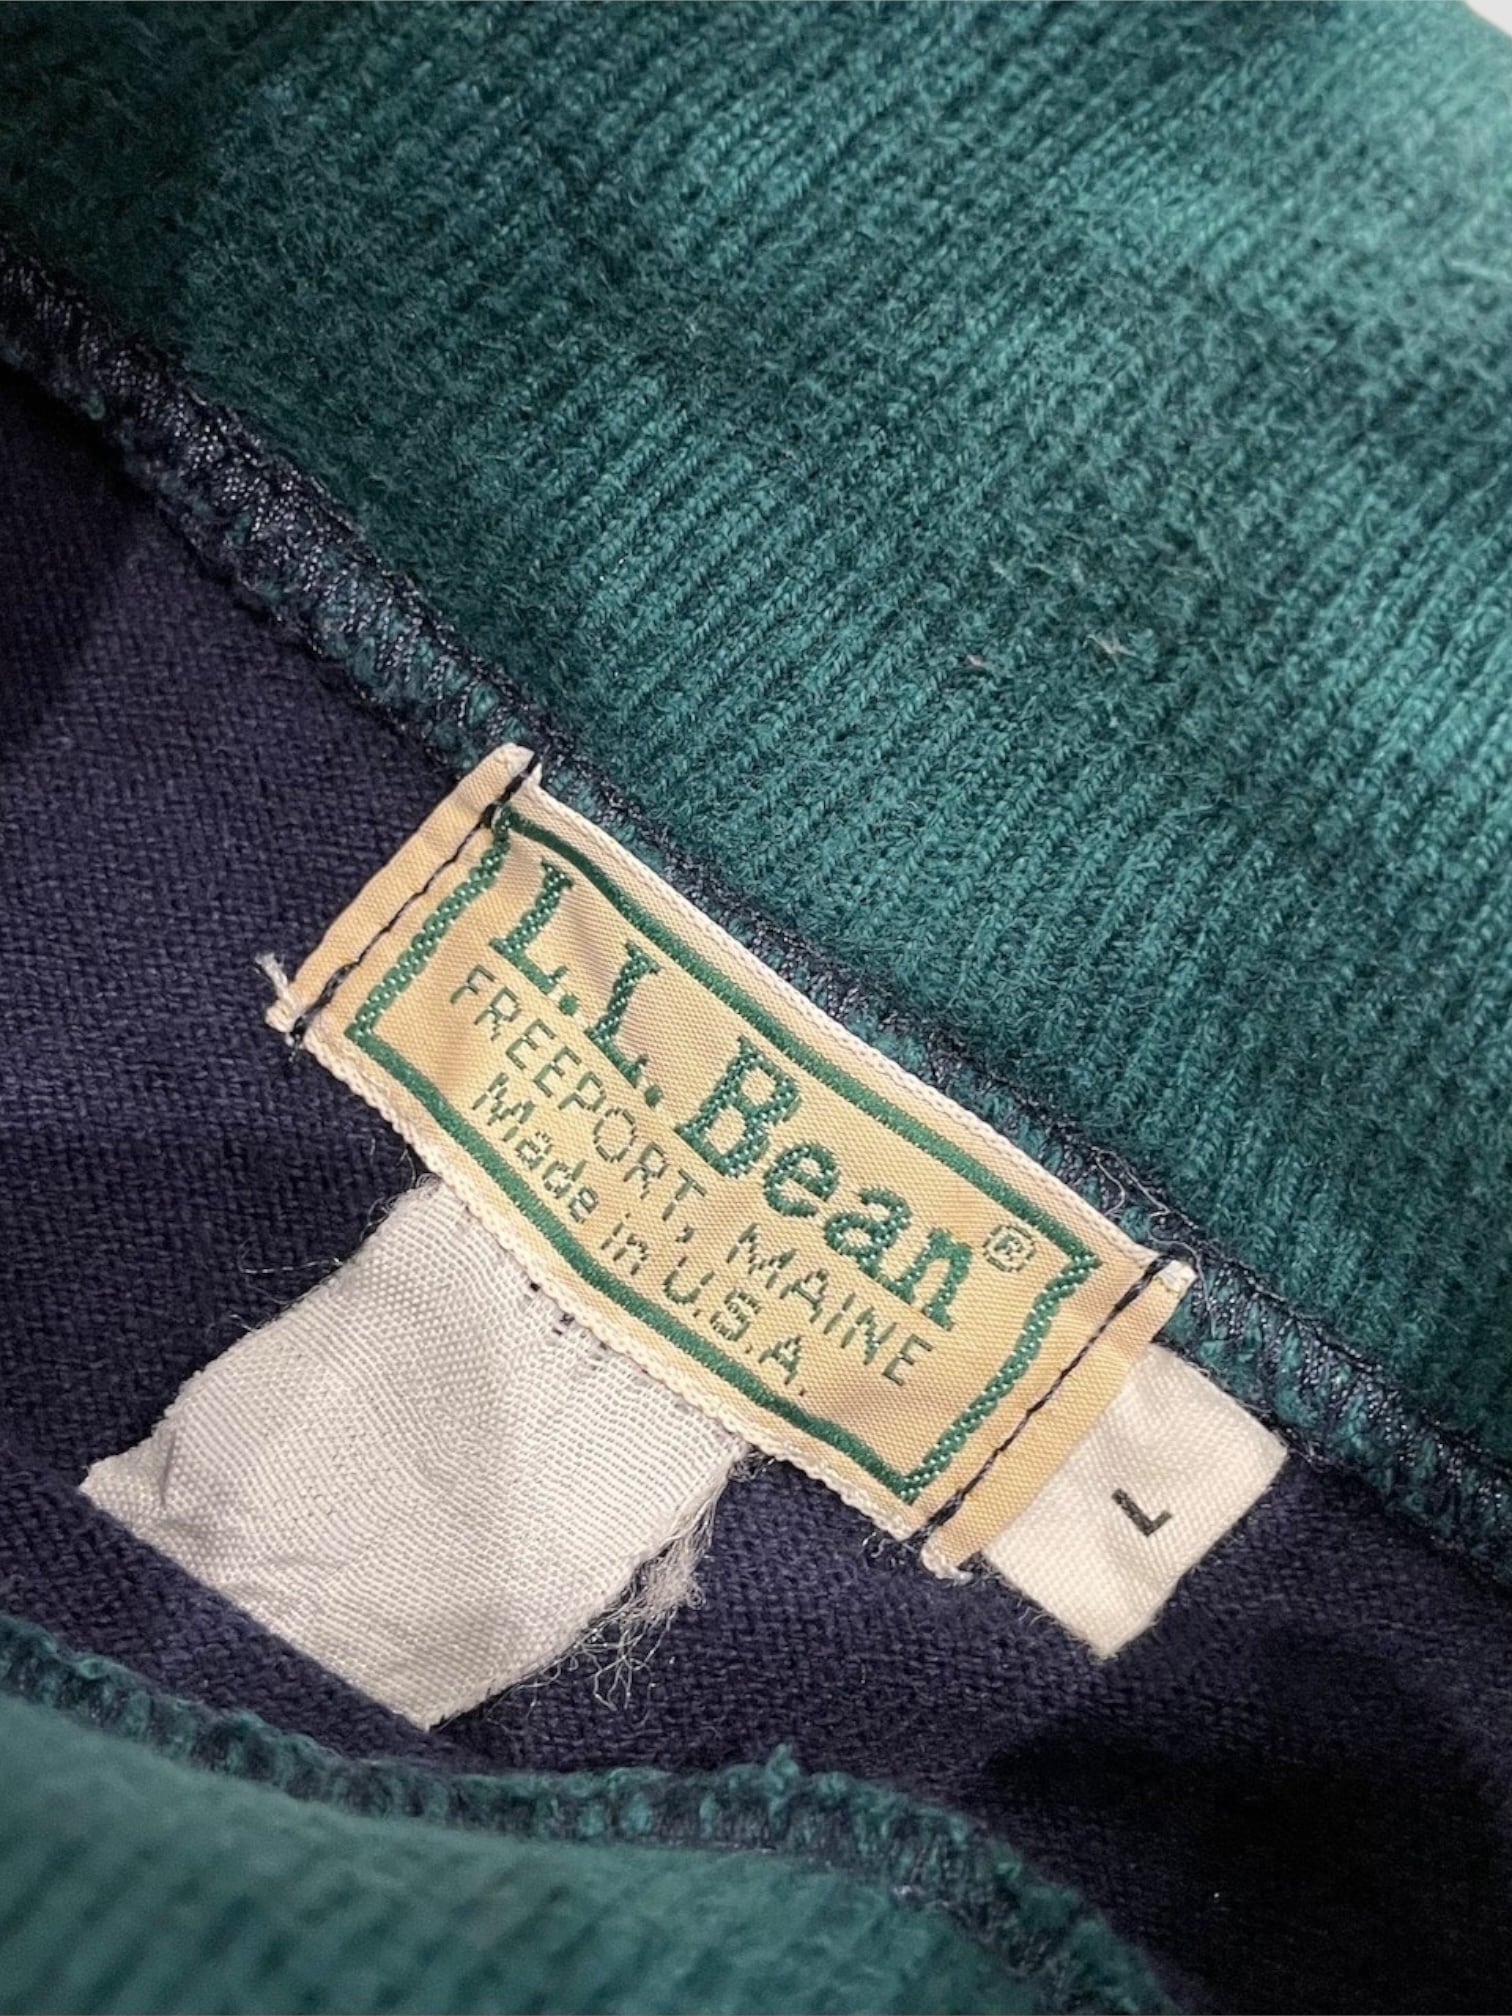 L.L.Bean®
FREEPORT, MAINE
Made in U.S.A.
L